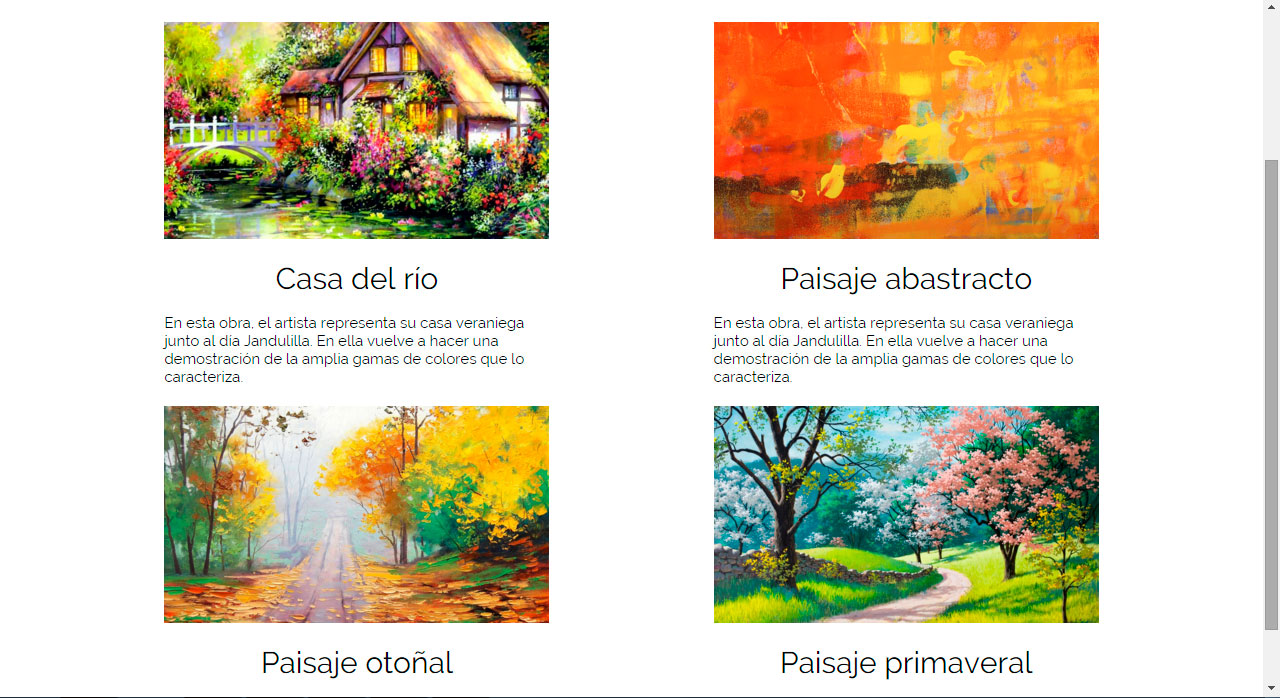 Casa del río
En esta obra, el artista representa su casa veraniega
junto al día Jandulilla. En ella vuelve a hacer una
demostración de la amplia gamas de colores que lo
caracteriza.
Paisaje abastracto
En esta obra, el artista representa su casa veraniega
junto al día Jandulilla. En ella vuelve a hacer una
demostración de la amplia gamas de colores que lo
caracteriza.
Paisaje otoñal
Paisaje primaveral